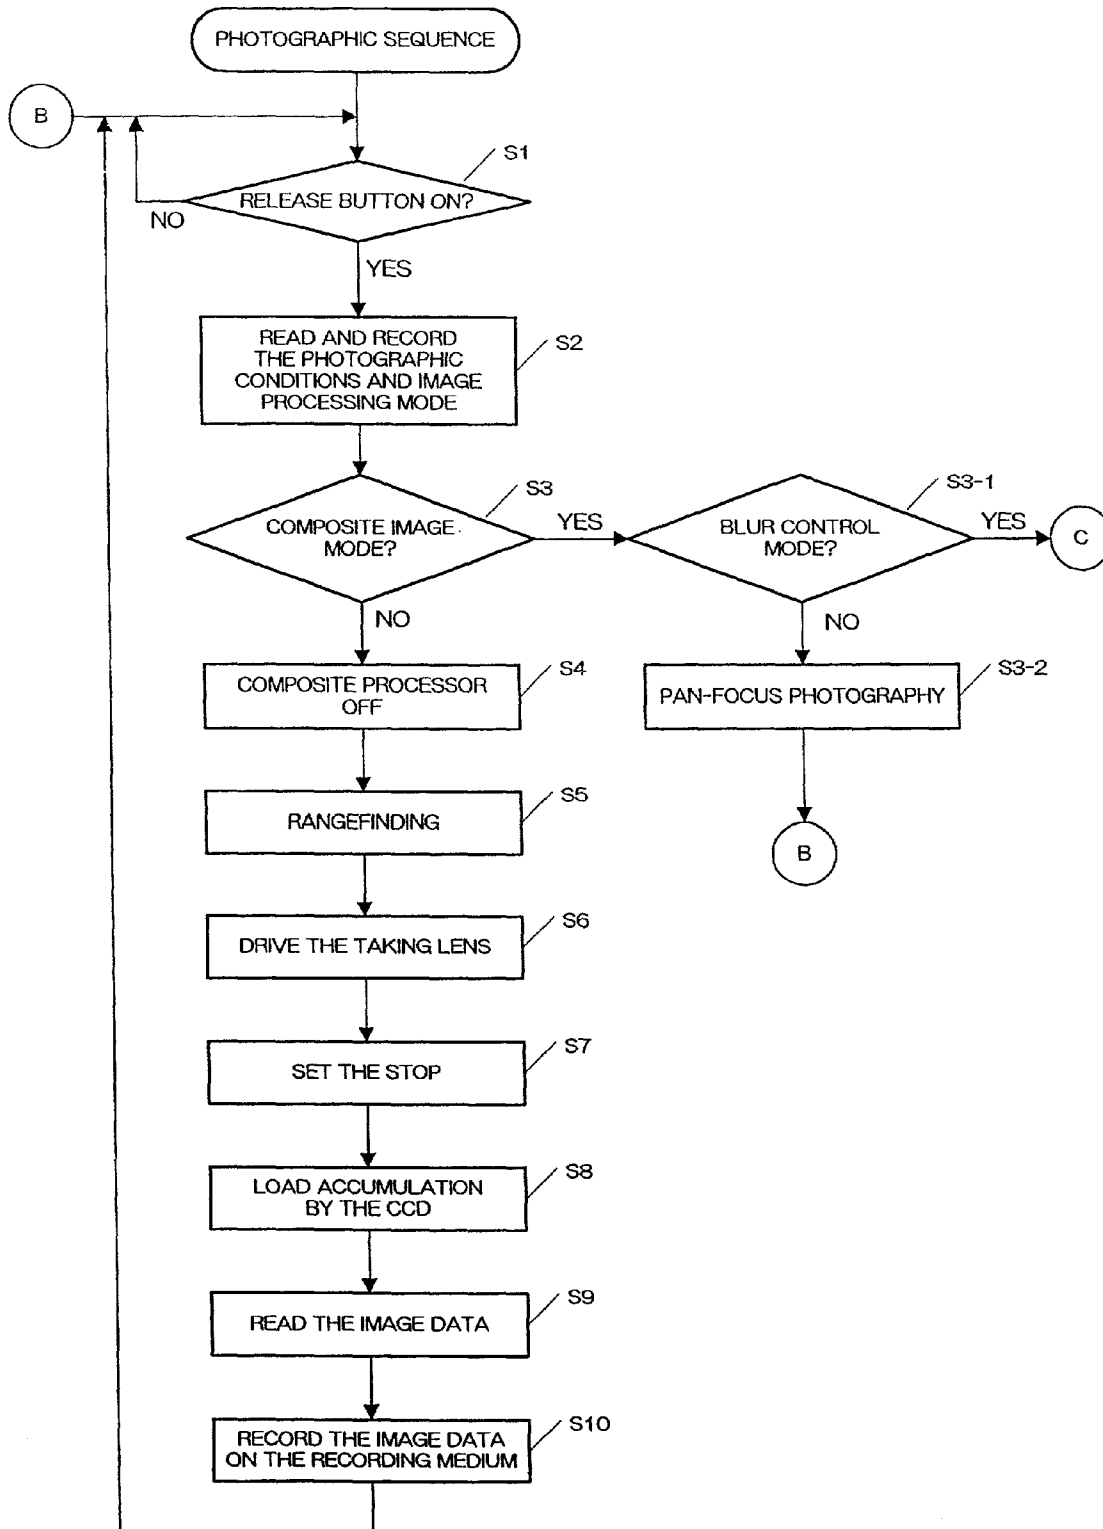 PHOTOGRAPHIC SEQUENCE
B
S1
RELEASE BUTTON ON?
NO
YES
READ AND RECORD
THE PHOTOGRAPHIC
CONDITIONS AND IMAGE
PROCESSING MODE
S2
S3
COMPOSITE IMAGE
MODE?
YES
NO
S3-1
BLUR CONTROL
MODE?
YES
C
NO
COMPOSITE PROCESSOR
OFF
S4
PAN-FOCUS PHOTOGRAPHY
S3-2
B
RANGEFINDING
S5
DRIVE THE TAKING LENS
S6
SET THE STOP
S7
LOAD ACCUMULATION
BY THE CCD
S8
READ THE IMAGE DATA
S9
RECORD THE IMAGE DATA
ON THE RECORDING MEDIUM
S10